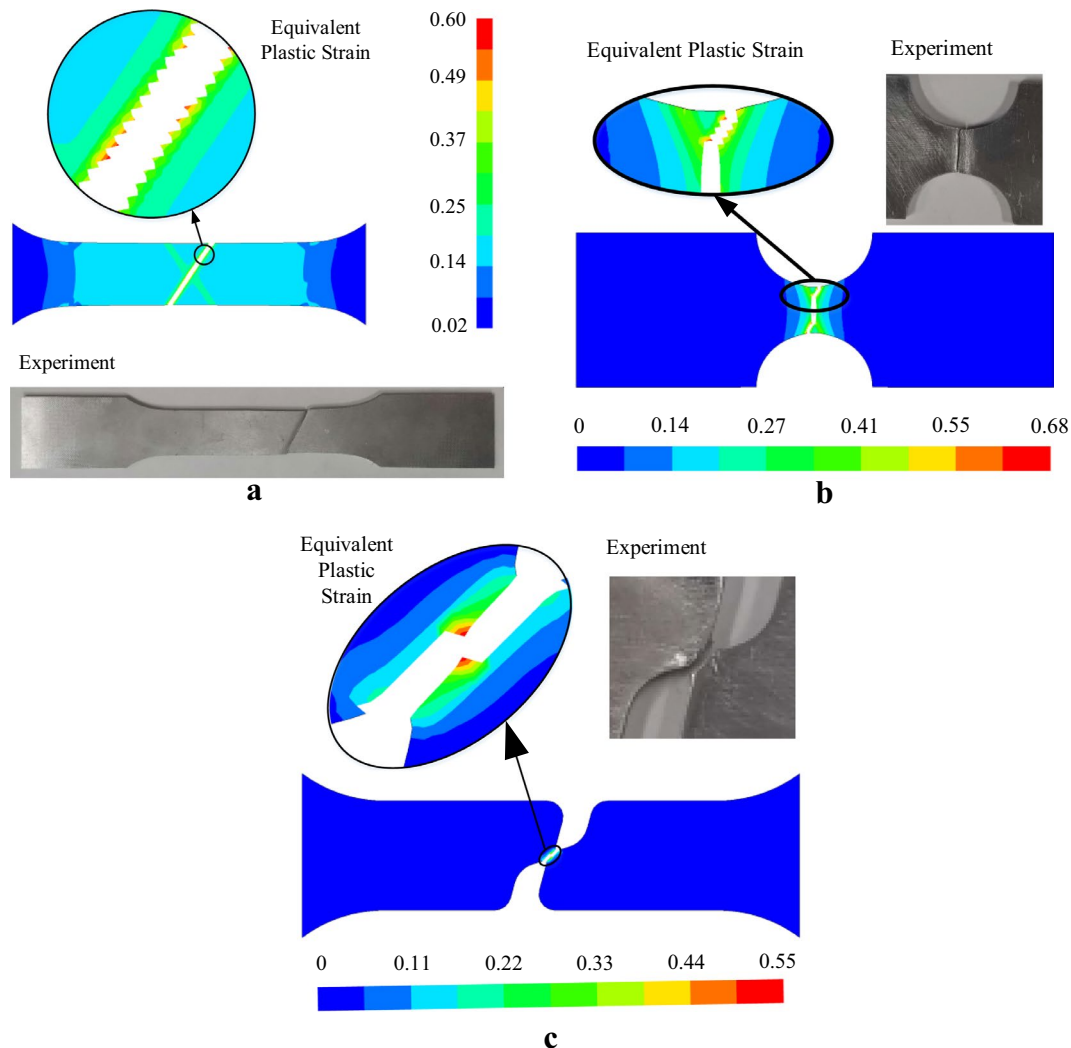 Equivalent
Plastic Strain
0.60
0.49
0.37
0.25
0.14
0.02
Experiment
a
Equivalent Plastic Strain
Experiment
0 0.14 0.27 0.41 0.55 0.68
b
Equivalent
Plastic
Strain
Experiment
0 0.11 0.22 0.33 0.44 0.55
c